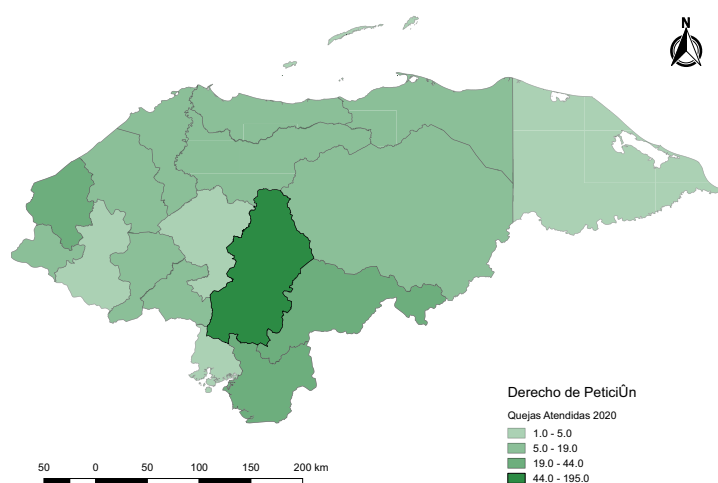 N
Derecho de PeticiÛn
Quejas Atendidas 2020
1.0 - 5.0
5.0 - 19.0
19.0 - 44.0
44.0 - 195.0
50 0 50 100 150 200 km